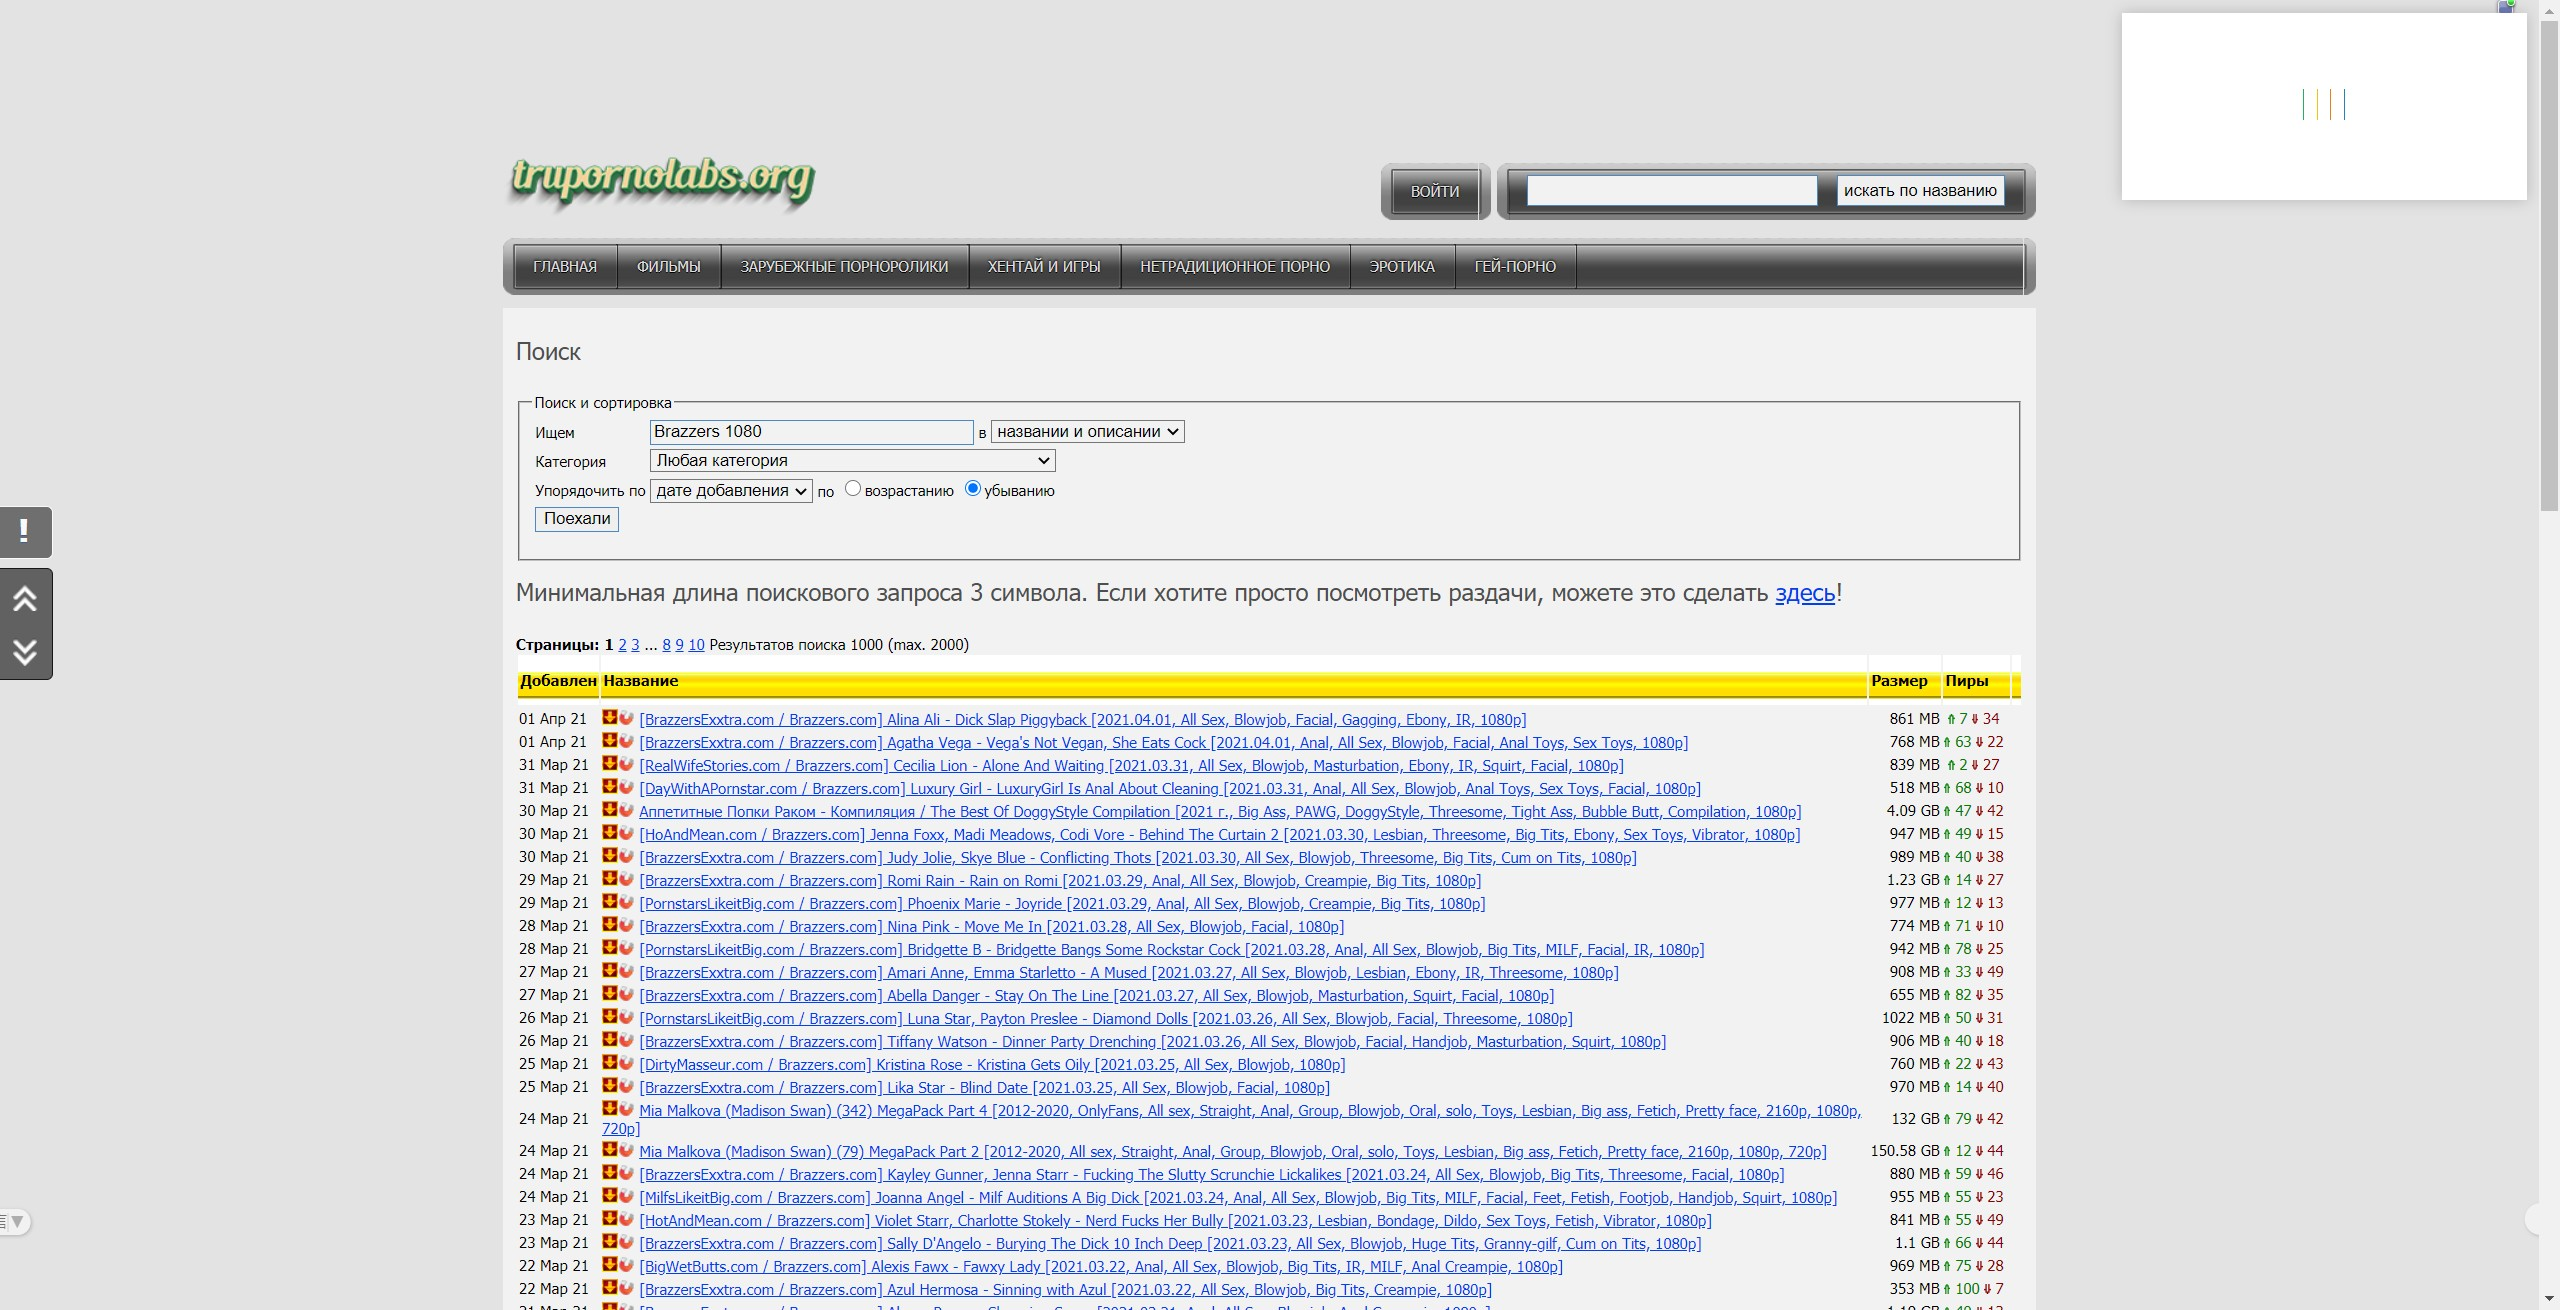 trupornolabs.org
ВОЙТИ искать по названию
ГЛАВНАЯ ФИЛЬМЫ ЗАРУБЕЖНЫЕ ПОРНОРОЛИКИ ХЕНТАЙ И ИГРЫ НЕТРАДИЦИОННОЕ ПОРНО ЭРОТИКА ГЕЙ-ПОРНО
Поиск
Поиск и сортировка
Ищем Brazzers 1080 в названии и описании
Категория Любая категория
Упорядочить по дате добавления по возрастанию убыванию
Поехали
Минимальная длина поискового запроса 3 символа. Если хотите просто посмотреть раздачи, можете это сделать здесь!
Страницы: 1 2 3 ... 8 9 10 Результатов поиска 1000 (max. 2000)
Добавлен Название Размер Пиры
01 Апр 21 [BrazzersExxtra.com / Brazzers.com] Alina Ali - Dick Slap Piggyback [2021.04.01, All Sex, Blowjob, Facial, Gagging, Ebony, IR, 1080p] 861 MB 7 34
01 Апр 21 [BrazzersExxtra.com / Brazzers.com] Agatha Vega - Vega's Not Vegan, She Eats Cock [2021.04.01, Anal, All Sex, Blowjob, Facial, Anal Toys, Sex Toys, 1080p] 768 MB 63 22
31 Мар 21 [RealWifeStories.com / Brazzers.com] Cecilia Lion - Alone And Waiting [2021.03.31, All Sex, Blowjob, Masturbation, Ebony, IR, Squirt, Facial, 1080p] 839 MB 2 27
31 Мар 21 [DayWithAPornstar.com / Brazzers.com] Luxury Girl - LuxuryGirl Is Anal About Cleaning [2021.03.31, Anal, All Sex, Blowjob, Anal Toys, Sex Toys, Facial, 1080p] 518 MB 68 10
30 Мар 21 Аппетитные Попки Раком - Компиляция / The Best Of DoggyStyle Compilation [2021 г., Big Ass, PAWG, DoggyStyle, Threesome, Tight Ass, Bubble Butt, Compilation, 1080p] 4.09 GB 47 42
30 Мар 21 [HoAndMean.com / Brazzers.com] Jenna Foxx, Madi Meadows, Codi Vore - Behind The Curtain 2 [2021.03.30, Lesbian, Threesome, Big Tits, Ebony, Sex Toys, Vibrator, 1080p] 947 MB 49 15
30 Мар 21 [BrazzersExxtra.com / Brazzers.com] Judy Jolie, Skye Blue - Conflicting Thots [2021.03.30, All Sex, Blowjob, Threesome, Big Tits, Cum on Tits, 1080p] 989 MB 40 38
29 Мар 21 [BrazzersExxtra.com / Brazzers.com] Romi Rain - Rain on Romi [2021.03.29, Anal, All Sex, Blowjob, Creampie, Big Tits, 1080p] 1.23 GB 14 27
29 Мар 21 [PornstarsLikeitBig.com / Brazzers.com] Phoenix Marie - Joyride [2021.03.29, Anal, All Sex, Blowjob, Creampie, Big Tits, 1080p] 977 MB 12 13
28 Мар 21 [BrazzersExxtra.com / Brazzers.com] Nina Pink - Move Me In [2021.03.28, All Sex, Blowjob, Facial, 1080p] 774 MB 71 10
28 Мар 21 [PornstarsLikeitBig.com / Brazzers.com] Bridgette B - Bridgette Bangs Some Rockstar Cock [2021.03.28, Anal, All Sex, Blowjob, Big Tits, MILF, Facial, IR, 1080p] 942 MB 78 25
27 Мар 21 [BrazzersExxtra.com / Brazzers.com] Amari Anne, Emma Starletto - A Mused [2021.03.27, All Sex, Blowjob, Lesbian, Ebony, IR, Threesome, 1080p] 908 MB 33 49
27 Мар 21 [BrazzersExxtra.com / Brazzers.com] Abella Danger - Stay On The Line [2021.03.27, All Sex, Blowjob, Masturbation, Squirt, Facial, 1080p] 655 MB 82 35
26 Мар 21 [PornstarsLikeitBig.com / Brazzers.com] Luna Star, Payton Preslee - Diamond Dolls [2021.03.26, All Sex, Blowjob, Facial, Threesome, 1080p] 1022 MB 50 31
26 Мар 21 [BrazzersExxtra.com / Brazzers.com] Tiffany Watson - Dinner Party Drenching [2021.03.26, All Sex, Blowjob, Facial, Handjob, Masturbation, Squirt, 1080p] 906 MB 40 18
25 Мар 21 [DirtyMasseur.com / Brazzers.com] Kristina Rose - Kristina Gets Oily [2021.03.25, All Sex, Blowjob, 1080p] 760 MB 22 43
25 Мар 21 [BrazzersExxtra.com / Brazzers.com] Lika Star - Blind Date [2021.03.25, All Sex, Blowjob, Facial, 1080p] 970 MB 14 40
24 Мар 21 Mia Malkova (Madison Swan) (342) MegaPack Part 4 [2012-2020, OnlyFans, All sex, Straight, Anal, Group, Blowjob, Oral, solo, Toys, Lesbian, Big ass, Fetich, Pretty face, 2160p, 1080p, 132 GB 79 42
720p]
24 Мар 21 Mia Malkova (Madison Swan) (79) MegaPack Part 2 [2012-2020, All sex, Straight, Anal, Group, Blowjob, Oral, solo, Toys, Lesbian, Big ass, Fetich, Pretty face, 2160p, 1080p, 720p] 150.58 GB 12 44
24 Мар 21 [BrazzersExxtra.com / Brazzers.com] Kayley Gunner, Jenna Starr - Fucking The Slutty Scrunchie Lickalikes [2021.03.24, All Sex, Blowjob, Big Tits, Threesome, Facial, 1080p] 880 MB 59 46
24 Мар 21 [MilfsLikeitBig.com / Brazzers.com] Joanna Angel - Milf Auditions A Big Dick [2021.03.24, Anal, All Sex, Blowjob, Big Tits, MILF, Facial, Feet, Fetish, Footjob, Handjob, Squirt, 1080p] 955 MB 55 23
23 Мар 21 [HotAndMean.com / Brazzers.com] Violet Starr, Charlotte Stokely - Nerd Fucks Her Bully [2021.03.23, Lesbian, Bondage, Dildo, Sex Toys, Fetish, Vibrator, 1080p] 841 MB 55 49
23 Мар 21 [BrazzersExxtra.com / Brazzers.com] Sally D'Angelo - Burying The Dick 10 Inch Deep [2021.03.23, All Sex, Blowjob, Huge Tits, Granny-gilf, Cum on Tits, 1080p] 1.1 GB 66 44
22 Мар 21 [BigWetButts.com / Brazzers.com] Alexis Fawx - Fawxy Lady [2021.03.22, Anal, All Sex, Blowjob, Big Tits, IR, MILF, Anal Creampie, 1080p] 969 MB 75 28
22 Мар 21 [BrazzersExxtra.com / Brazzers.com] Azul Hermosa - Sinning with Azul [2021.03.22, All Sex, Blowjob, Big Tits, Creampie, 1080p] 353 MB 100 7